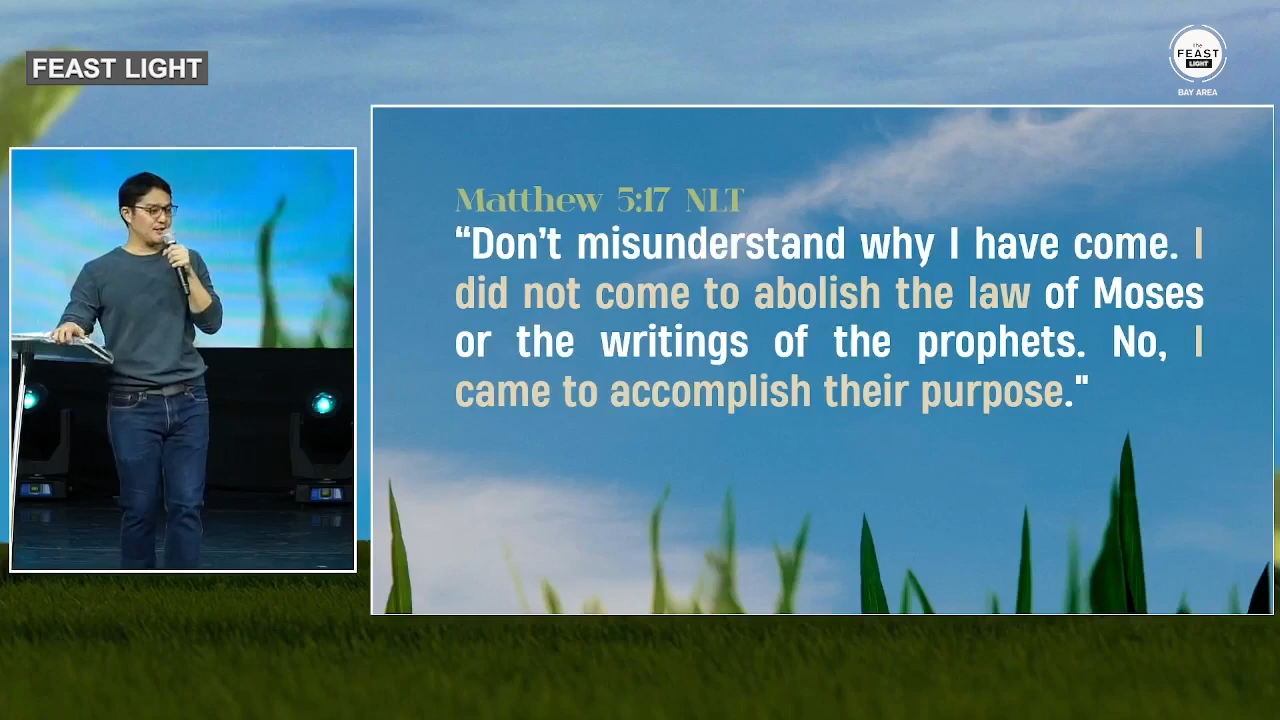 FEAST LIGHT
the
FEAST
LIGHT
BAY AREA
Matthew 5:17 NLT
“Don’t misunderstand why I have come. I
did not come to abolish the law of Moses
or the writings of the prophets. No, I
came to accomplish their purpose."